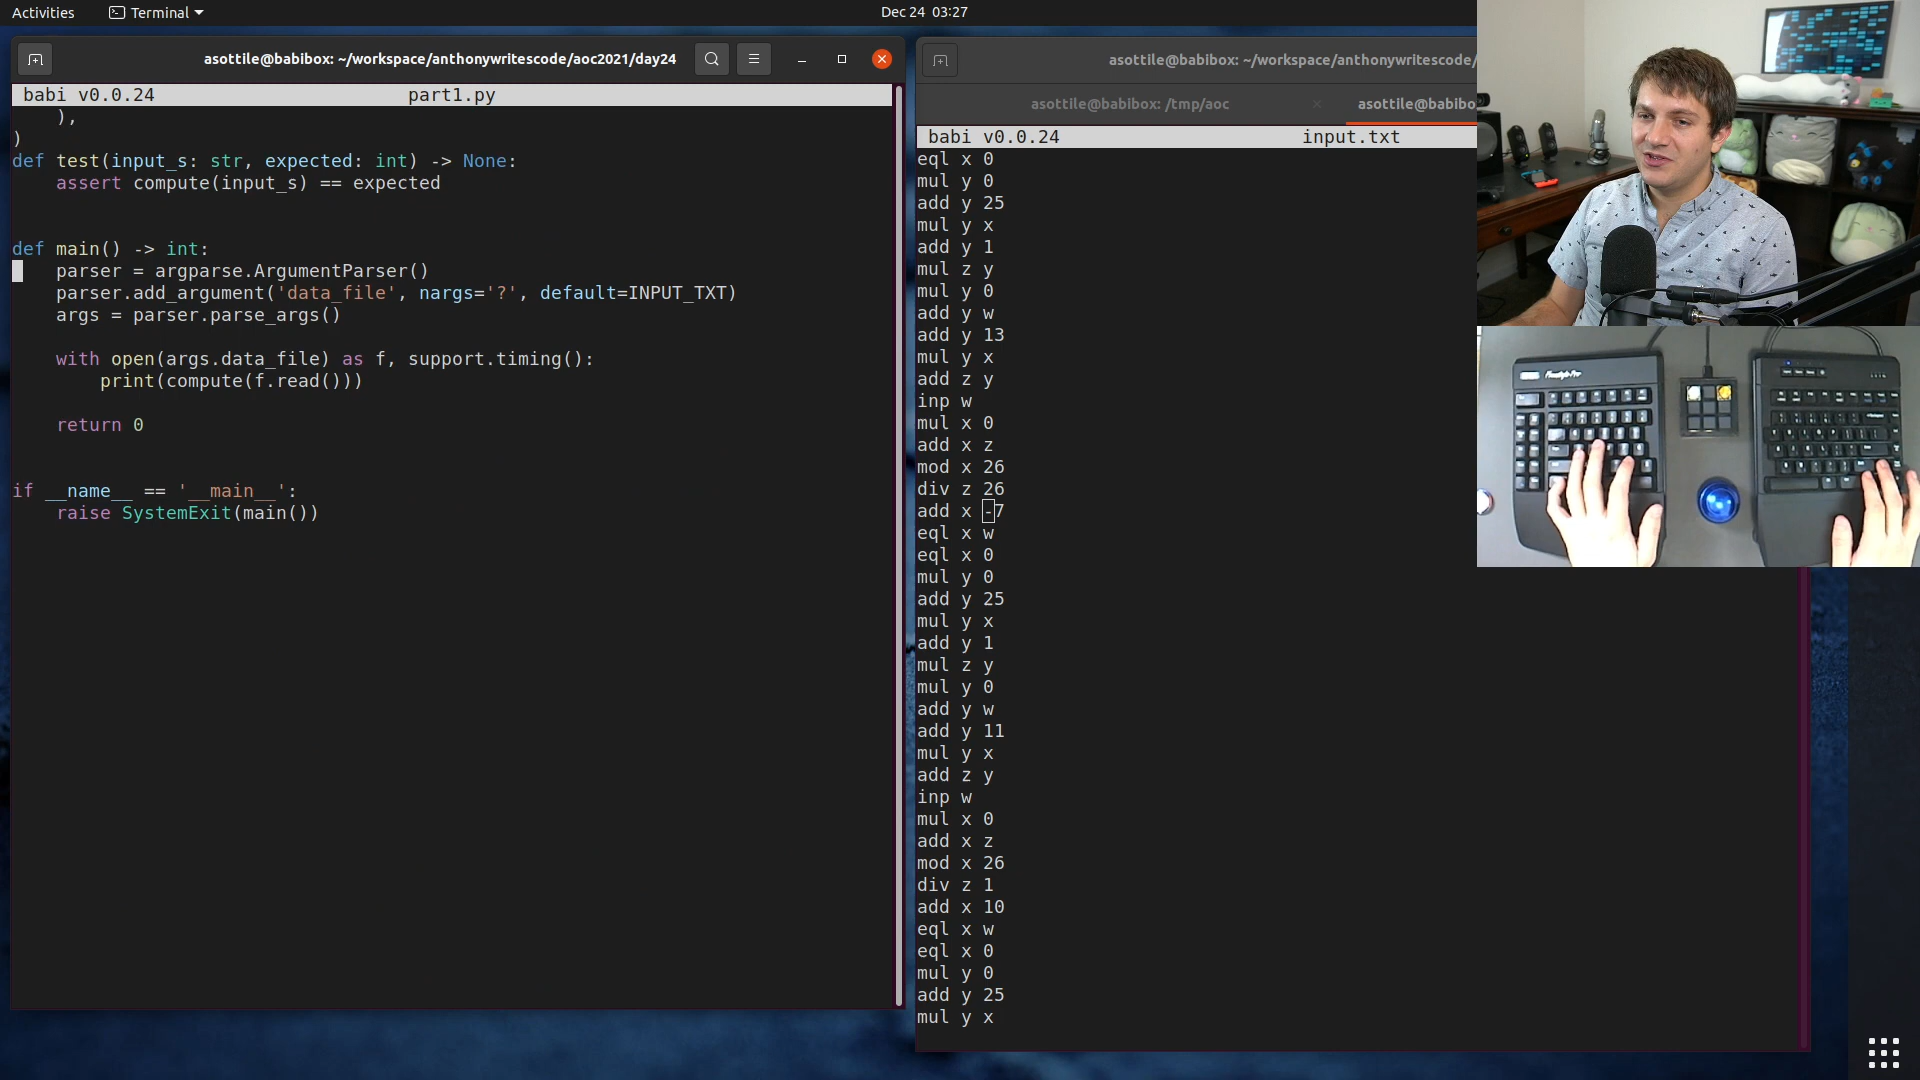 Activities
Terminal
Dec 24 03:27
asottile@babibox: ~/workspace/anthonywritescode/aoc2021/day24
babi v0.0.24 part1.py
    ),
)
def test(input_s: str, expected: int) -> None:
    assert compute(input_s) == expected
def main() -> int:
    parser = argparse.ArgumentParser()
    parser.add_argument('data_file', nargs='?', default=INPUT_TXT)
    args = parser.parse_args()
    with open(args.data_file) as f, support.timing():
        print(compute(f.read()))
    return 0
if __name__ == '__main__':
    raise SystemExit(main())
asottile@babibox: ~/workspace/anthonywritescode/
asottile@babibox: /tmp/aoc
asottile@babibo
babi v0.0.24 input.txt
eql x 0
mul y 0
add y 25
mul y x
add y 1
mul z y
mul y 0
add y w
add y 13
mul y x
add z y
inp w
mul x 0
add x z
mod x 26
div z 26
add x -7
eql x w
eql x 0
mul y 0
add y 25
mul y x
add y 1
mul z y
mul y 0
add y w
add y 11
mul y x
add z y
inp w
mul x 0
add x z
mod x 26
div z 1
add x 10
eql x w
eql x 0
mul y 0
add y 25
mul y x